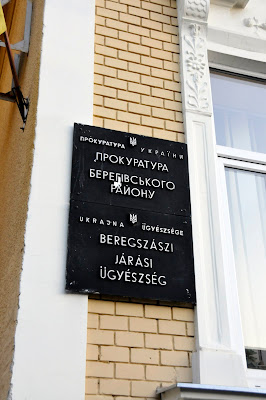 ПРОКУРАТУРА УКРАЇНИ
ПРОКУРАТУРА
БЕРЕГІВСЬКОГО
РАЙОНУ
UKRAJNA ÜGYÉSZSÉGE
BEREGSZÁSZI
JÁRÁSI
ÜGYÉSZSÉG